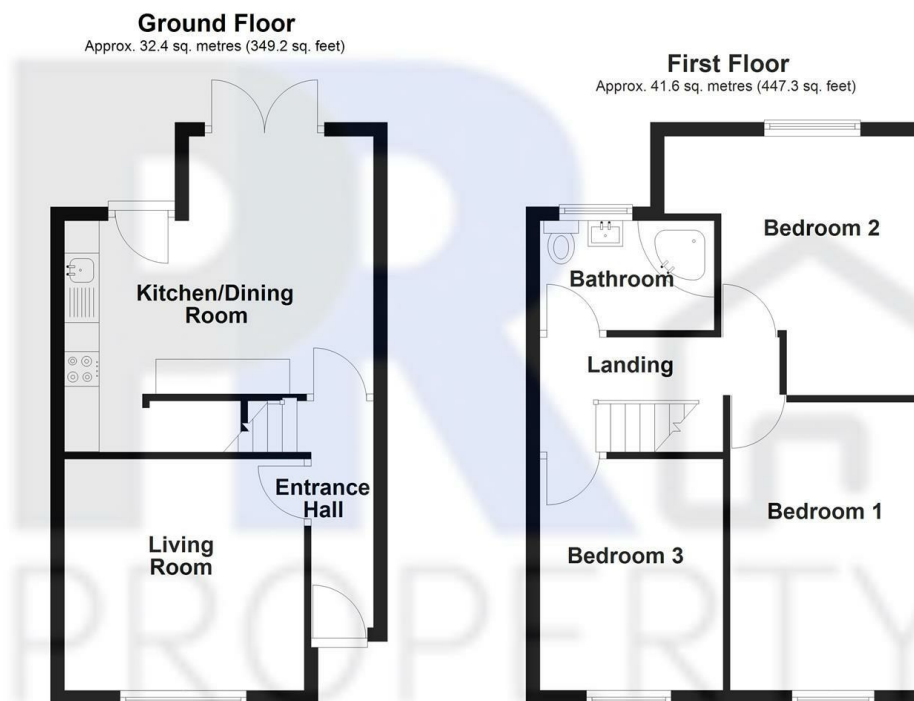 Ground Floor
Approx. 32.4 sq. metres (349.2 sq. feet)
Kitchen/Dining
Room
Entrance
Hall
Living
Room
First Floor
Approx. 41.6 sq. metres (447.3 sq. feet)
Bedroom 2
Bathroom
Landing
Bedroom 1
Bedroom 3
PR
PROPERTY